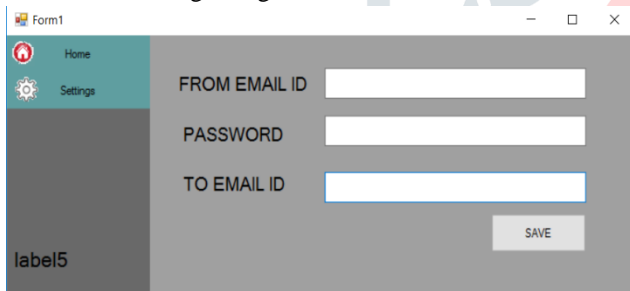 Form1
Home
Settings
FROM EMAIL ID
PASSWORD
TO EMAIL ID
SAVE
label5